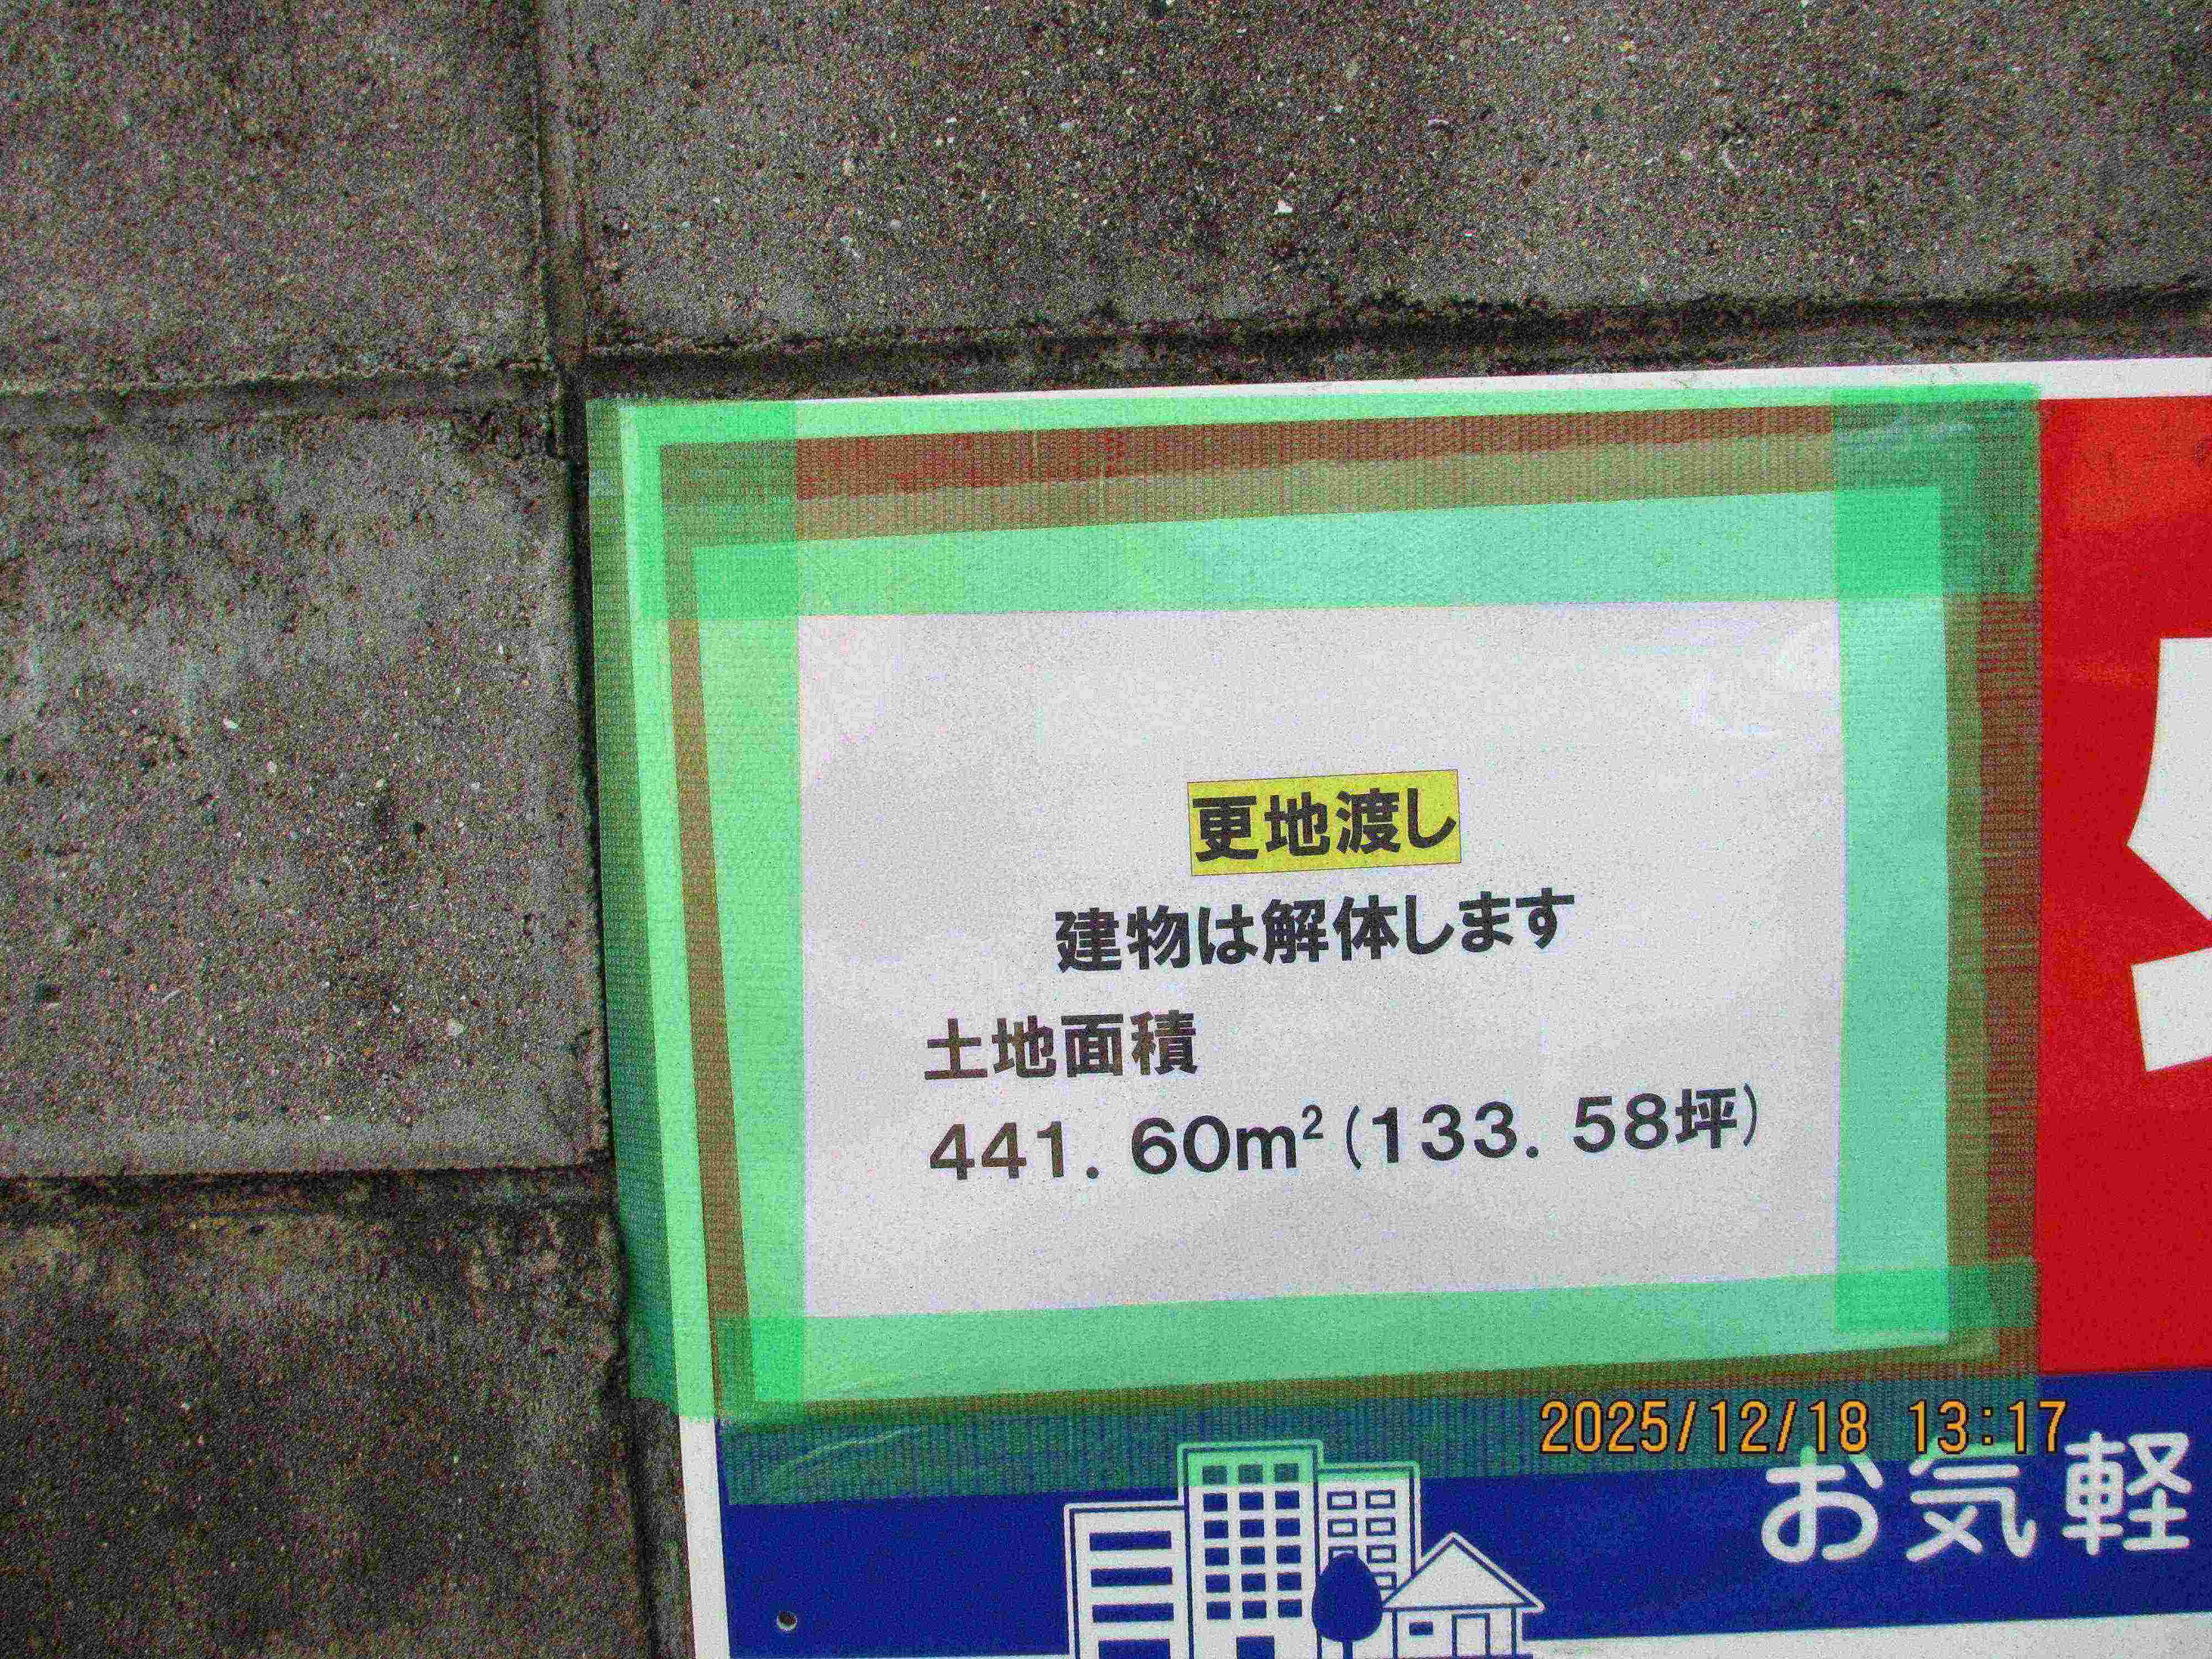 更地渡し
建物は解体します
土地面積
441．60m²（133．58坪）
2025/12/18 13:17
お気軽